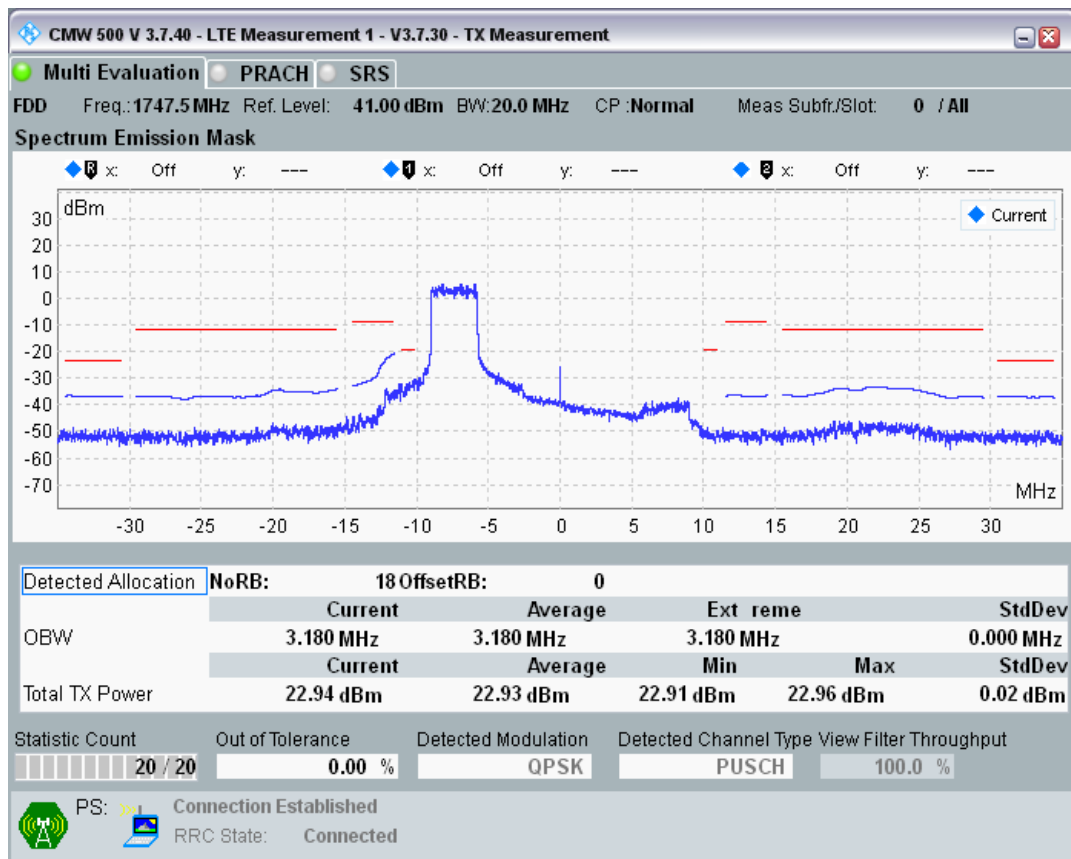 CMW 500 V 3.7.40 - LTE Measurement 1 - V3.7.30 - TX Measurement
Multi Evaluation PRACH SRS
FDD Freq.:1747.5 MHz Ref. Level: 41.00 dBm BW:20.0 MHz CP :Normal Meas Subfr./Slot: 0 / All
Spectrum Emission Mask
R x: Off y: --- 1 x: Off y: --- 2 x: Off y: ---
dBm
Current
30
20
10
0
-10
-20
-30
-40
-50
-60
-70
MHz
-30 -25 -20 -15 -10 -5 0 5 10 15 20 25 30
Detected Allocation NoRB: 18 OffsetRB: 0
Current Average Ext reme StdDev
OBW 3.180 MHz 3.180 MHz 3.180 MHz 0.000 MHz
Current Average Min Max StdDev
Total TX Power 22.94 dBm 22.93 dBm 22.91 dBm 22.96 dBm 0.02 dBm
Statistic Count Out of Tolerance Detected Modulation Detected Channel Type View Filter Throughput
20 / 20 0.00 % QPSK PUSCH 100.0 %
PS: Connection Established
RRC State: Connected